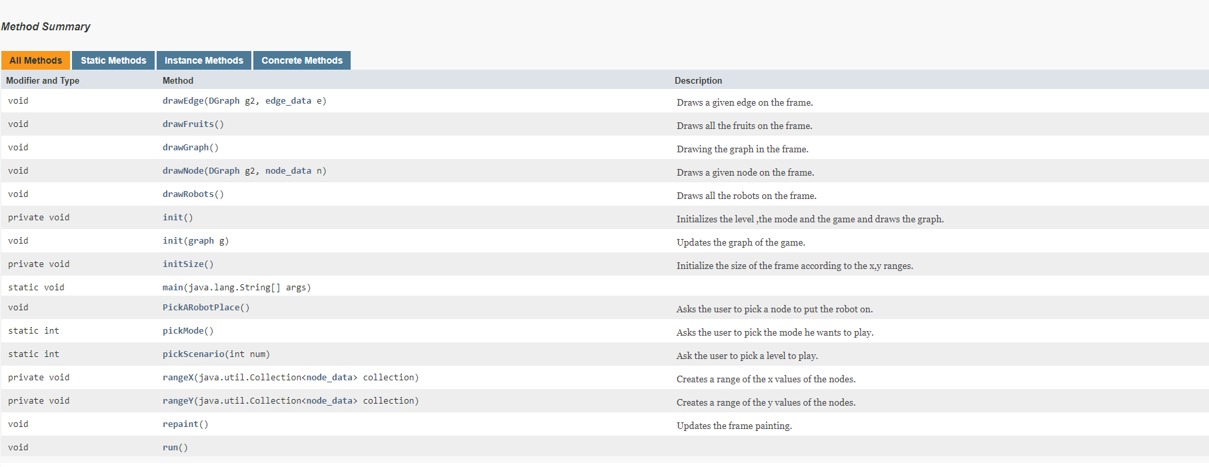 Method Summary
All Methods Static Methods Instance Methods Concrete Methods
Modifier and Type Method Description
void drawEdge(DGraph g2, edge_data e) Draws a given edge on the frame.
void drawFruits() Draws all the fruits on the frame.
void drawGraph() Drawing the graph in the frame.
void drawNode(DGraph g2, node_data n) Draws a given node on the frame.
void drawRobots() Draws all the robots on the frame.
private void init() Initializes the level ,the mode and the game and draws the graph.
void init(graph g) Updates the graph of the game.
private void initSize() Initialize the size of the frame according to the x,y ranges.
static void main(java.lang.String[] args)
void PickARobotPlace() Asks the user to pick a node to put the robot on.
static int pickMode() Asks the user to pick the mode he wants to play.
static int pickScenario(int num) Ask the user to pick a level to play.
private void rangeX(java.util.Collection<node_data> collection) Creates a range of the x values of the nodes.
private void rangeY(java.util.Collection<node_data> collection) Creates a range of the y values of the nodes.
void repaint() Updates the frame painting.
void run()